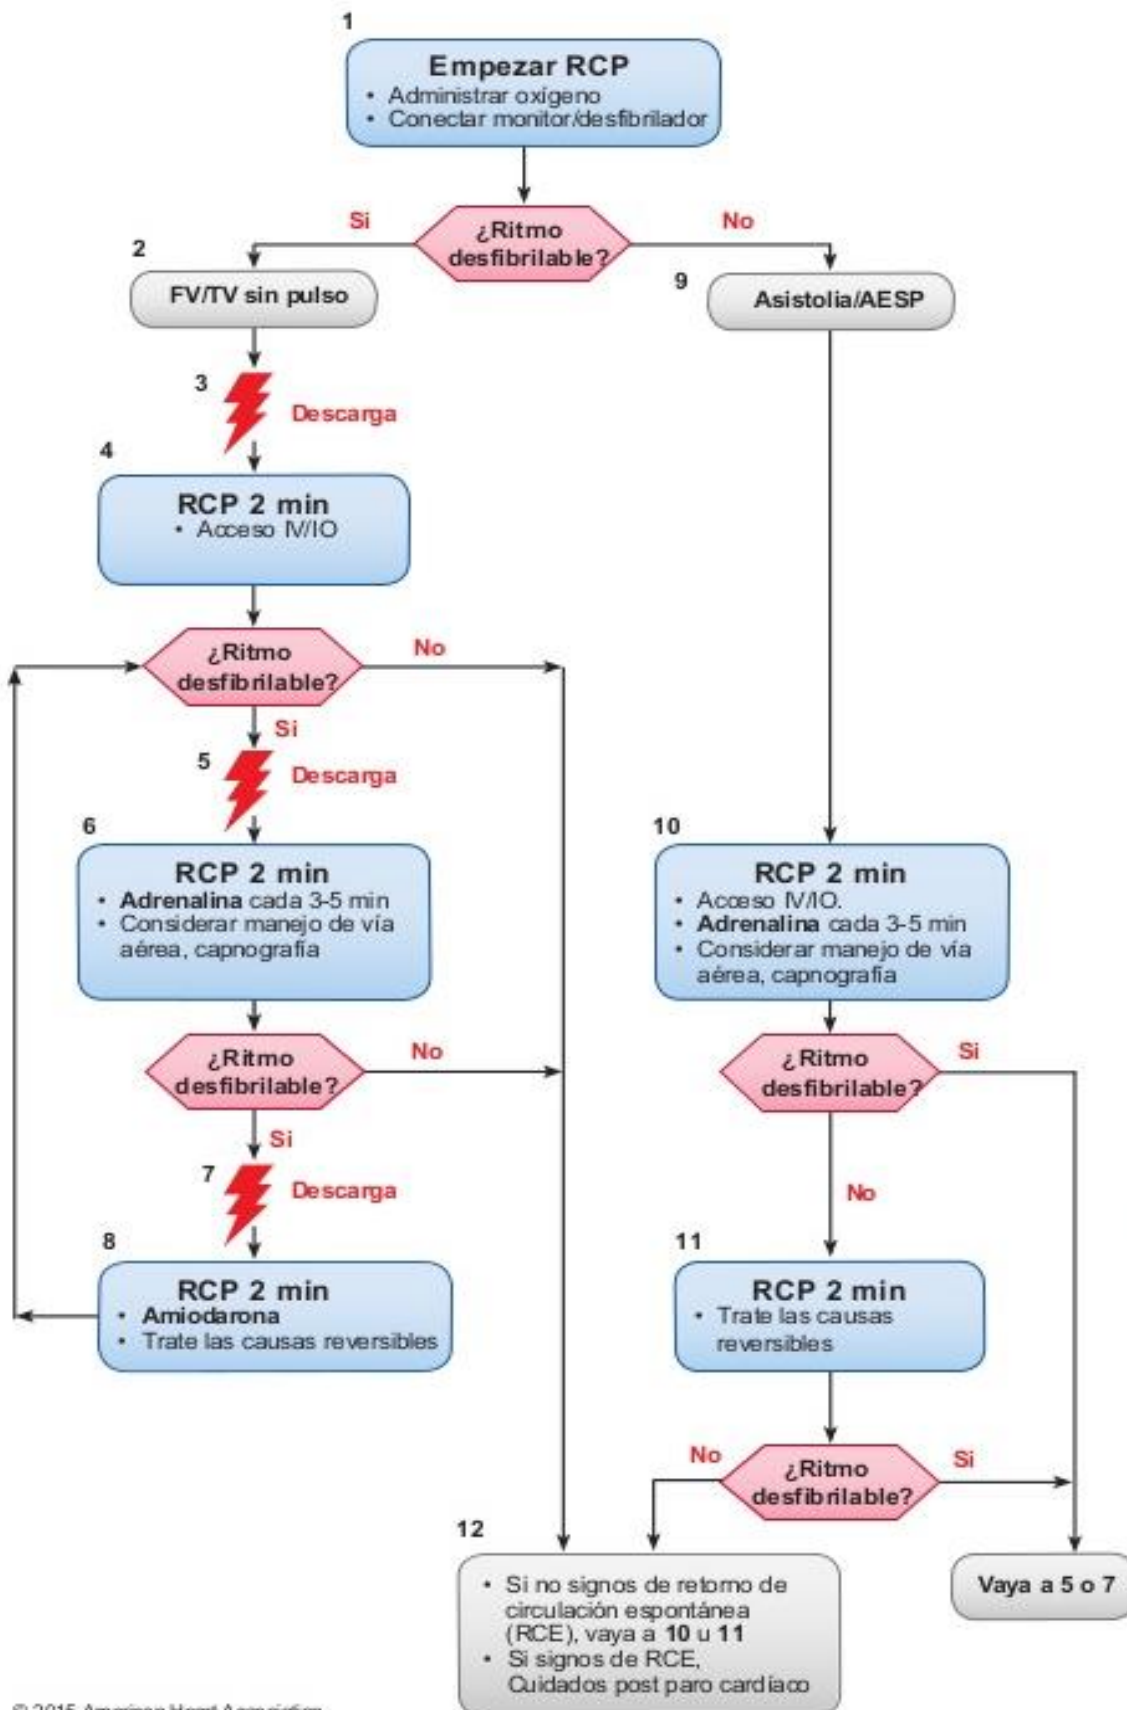 1
Empezar RCP
• Administrar oxígeno
• Conectar monitor/desfibrilador
¿Ritmo
desfibrilable?
Si
No
2
FV/TV sin pulso
9
Asistolia/AESP
3
Descarga
4
RCP 2 min
• Acceso IV/IO
¿Ritmo
desfibrilable?
No
Si
5
Descarga
6
RCP 2 min
• Adrenalina cada 3-5 min
• Considerar manejo de vía
aérea, capnografía
10
RCP 2 min
• Acceso IV/IO.
• Adrenalina cada 3-5 min
• Considerar manejo de vía
aérea, capnografía
¿Ritmo
desfibrilable?
No
Si
¿Ritmo
desfibrilable?
Si
No
7
Descarga
8
RCP 2 min
• Amiodarona
• Trate las causas reversibles
11
RCP 2 min
• Trate las causas
reversibles
¿Ritmo
desfibrilable?
No
Si
12
• Si no signos de retorno de
circulación espontánea
(RCE), vaya a 10 u 11
• Si signos de RCE,
Cuidados post paro cardíaco
Vaya a 5 o 7
© 2015 American Heart Association